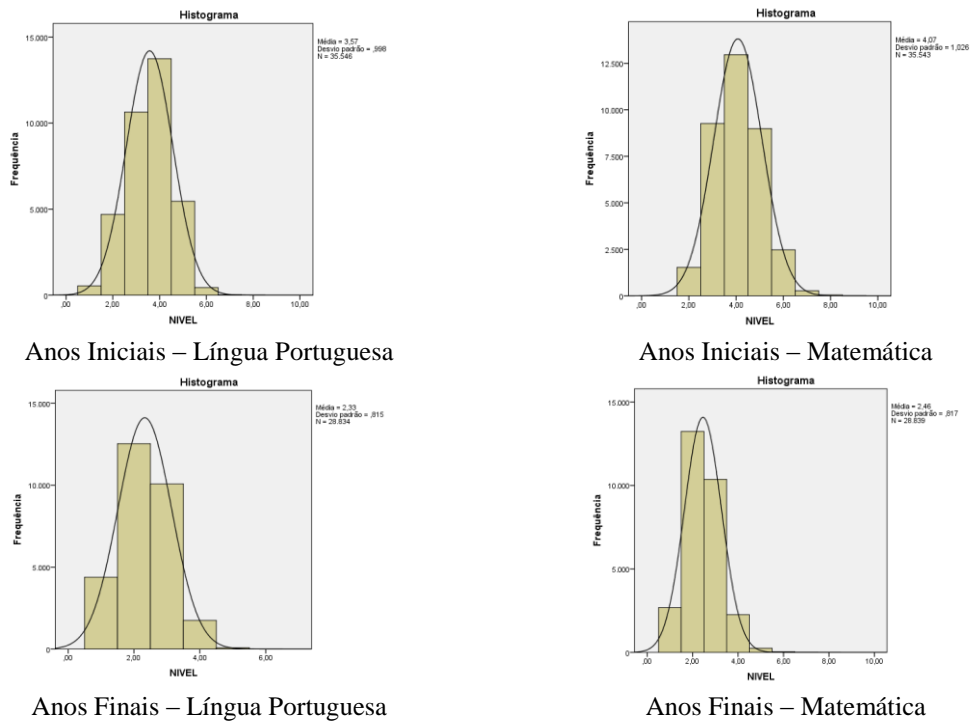 Histograma
Média = 3,57
Desvio padrão = ,998
N = 35.546
15.000
10.000
5.000
0
Frequência
,00
2,00
4,00
6,00
8,00
10,00
NIVEL
Anos Iniciais – Língua Portuguesa
Histograma
Média = 4,07
Desvio padrão = 1,026
N = 35.543
12.500
10.000
7.500
5.000
2.500
0
Frequência
,00
2,00
4,00
6,00
8,00
10,00
NIVEL
Anos Iniciais – Matemática
Histograma
Média = 2,33
Desvio padrão = ,815
N = 28.834
15.000
10.000
5.000
0
Frequência
,00
2,00
4,00
6,00
NIVEL
Anos Finais – Língua Portuguesa
Histograma
Média = 2,46
Desvio padrão = ,817
N = 28.839
15.000
10.000
5.000
0
Frequência
,00
2,00
4,00
6,00
8,00
10,00
NIVEL
Anos Finais – Matemática